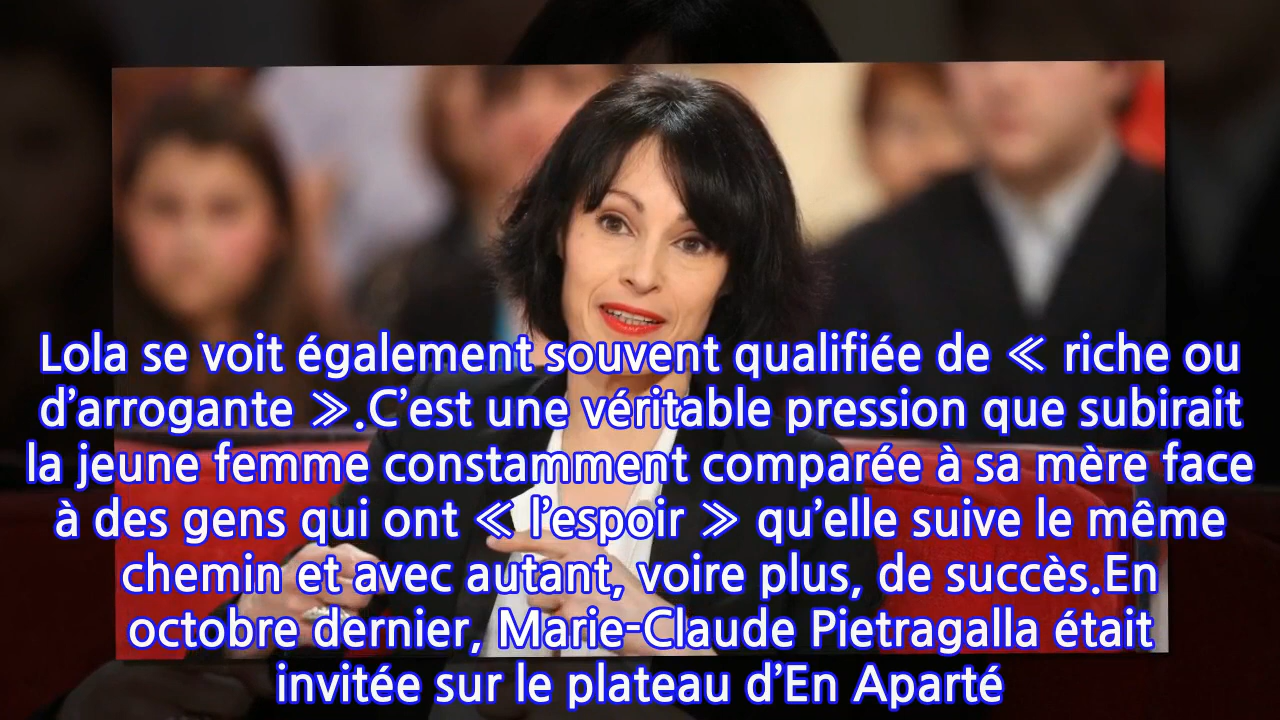 Lola se voit également souvent qualifiée de ≪ riche ou
d’arrogante ≫.C’est une véritable pression que subirait
la jeune femme constamment comparée à sa mère face
à des gens qui ont ≪ l’espoir ≫ qu’elle suive le même
chemin et avec autant, voire plus, de succès.En
octobre dernier, Marie-Claude Pietragalla était
invitée sur le plateau d’En Aparté